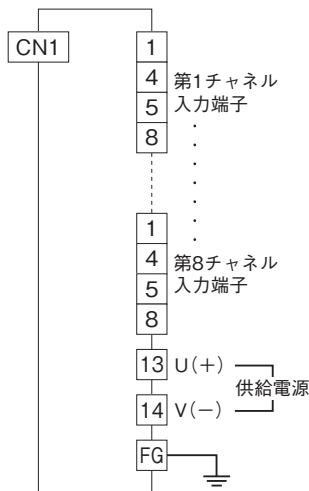 CN1
1
4
5
8
第1チャネル
入力端子
1
4
5
8
第8チャネル
入力端子
13 U(+)
供給電源
14 V(−)
FG